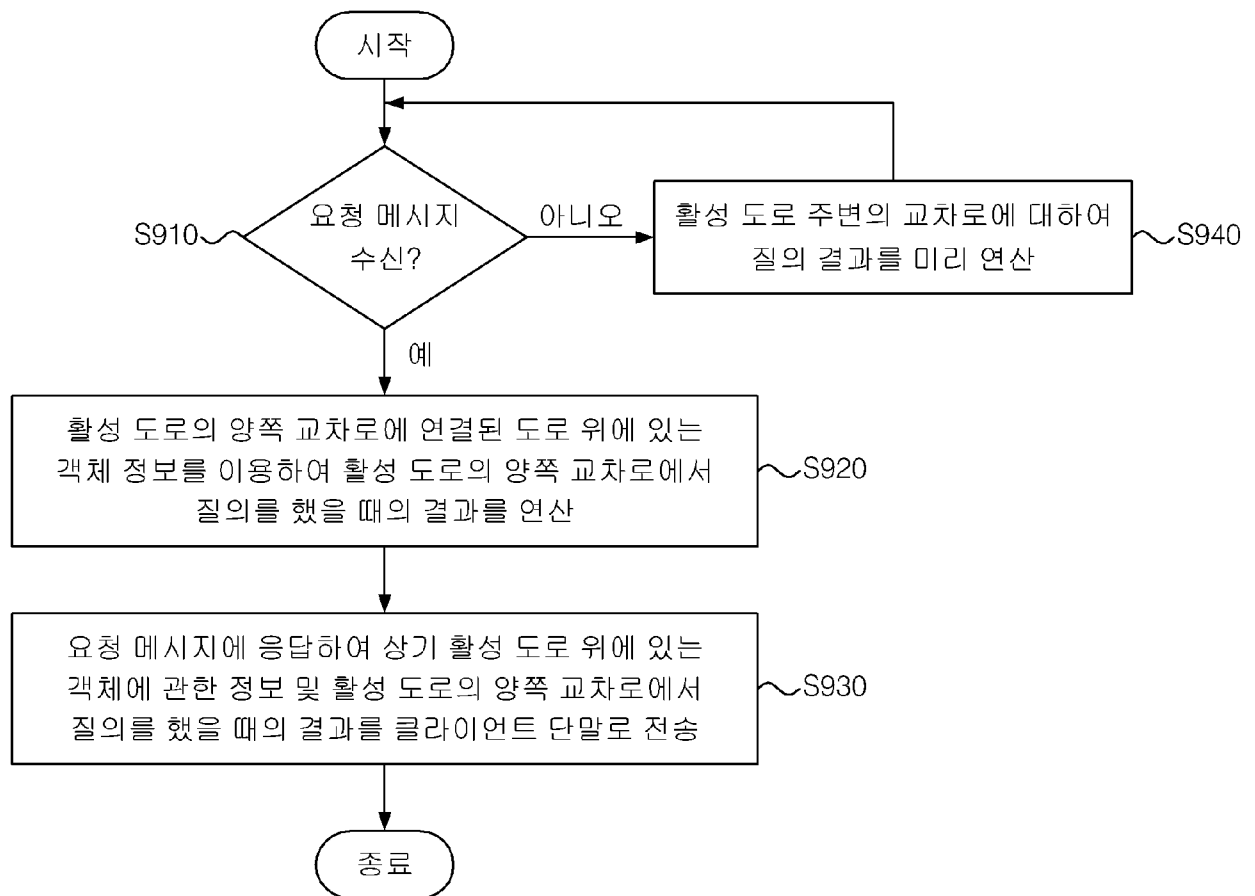 시작
요청 메시지
수신?
S910
아니오
활성 도로 주변의 교차로에 대하여
질의 결과를 미리 연산
S940
예
활성 도로의 양쪽 교차로에 연결된 도로 위에 있는
객체 정보를 이용하여 활성 도로의 양쪽 교차로에서
질의를 했을 때의 결과를 연산
S920
요청 메시지에 응답하여 상기 활성 도로 위에 있는
객체에 관한 정보 및 활성 도로의 양쪽 교차로에서
질의를 했을 때의 결과를 클라이언트 단말로 전송
S930
종료